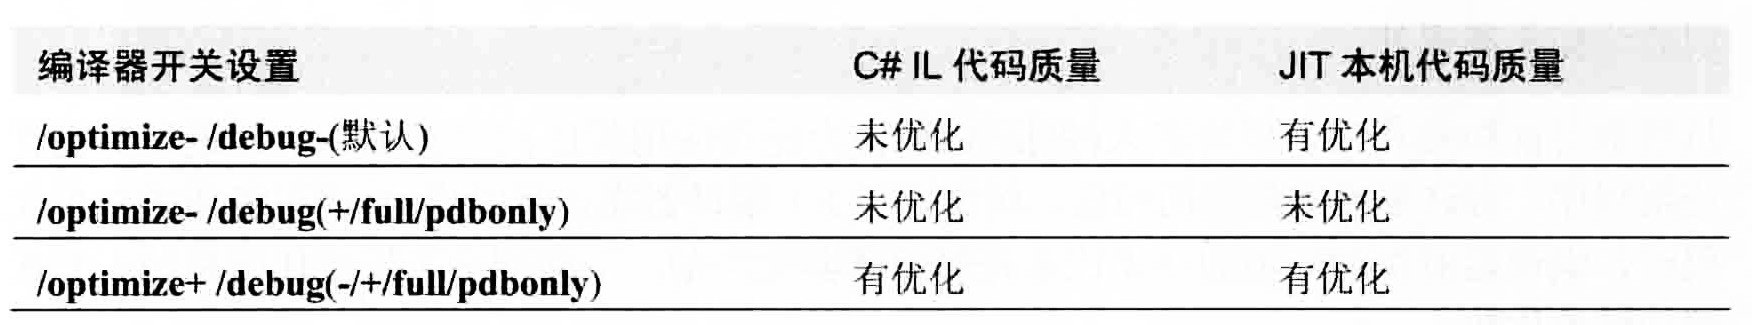 编译器开关设置 C# IL 代码质量 JIT 本机代码质量
/optimize- /debug-(默认) 未优化 有优化
/optimize- /debug(+/full/pdbonly) 未优化 未优化
/optimize+ /debug(-/+/full/pdbonly) 有优化 有优化